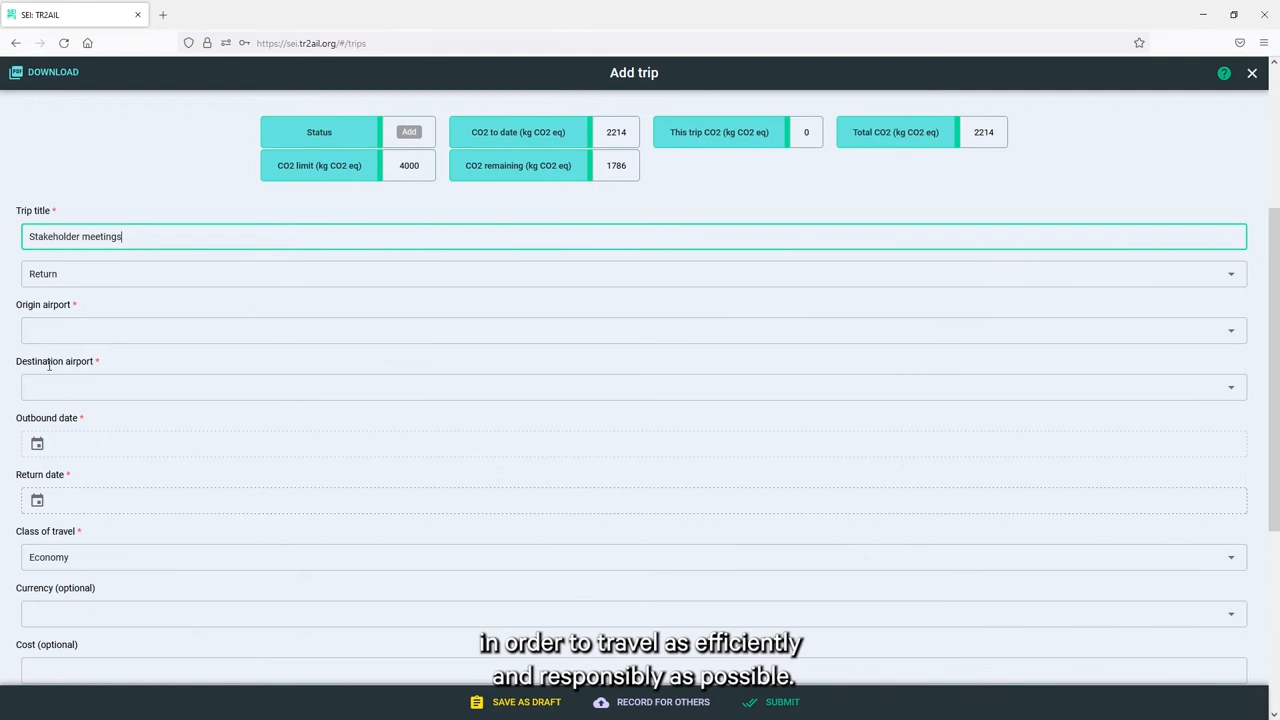 SEI: TR2AIL
https://sei.tr2ail.org/#/trips
DOWNLOAD
Add trip
Status Add CO2 to date (kg CO2 eq) 2214 This trip CO2 (kg CO2 eq) 0 Total CO2 (kg CO2 eq) 2214
CO2 limit (kg CO2 eq) 4000 CO2 remaining (kg CO2 eq) 1786
Trip title *
Stakeholder meetings
Return
Origin airport *
Destination airport *
Outbound date *
Return date *
Class of travel *
Economy
Currency (optional)
Cost (optional)
in order to travel as efficiently
and responsibly as possible.
SAVE AS DRAFT RECORD FOR OTHERS SUBMIT